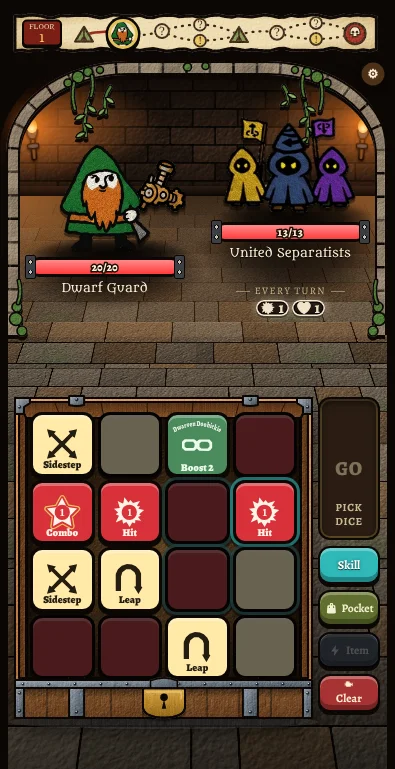 FLOOR
1
?
?
!
?
!
13/13
United Separatists
20/20
Dwarf Guard
EVERY TURN
1 1
Dwarven Doohickie
Sidestep
Boost 2
GO
PICK
DICE
1 1 1
Combo Hit Hit
Skill
Sidestep Leap
Pocket
Item
Leap
Clear